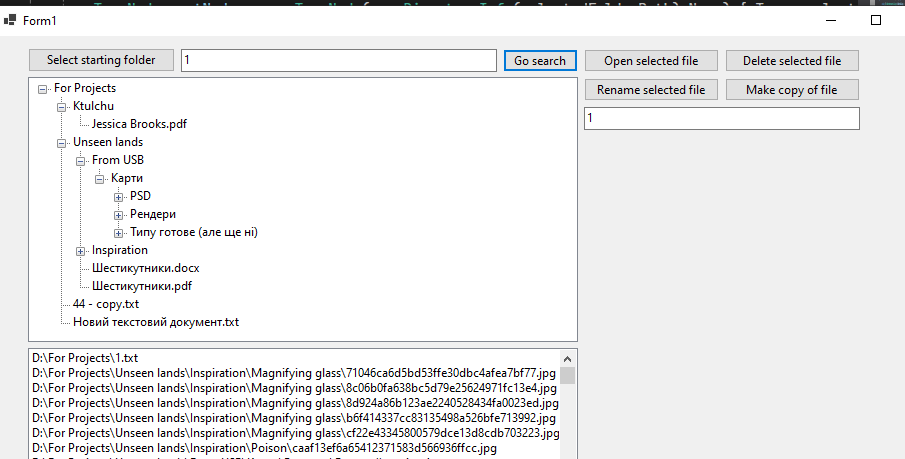 Form1
Select starting folder
1
Go search
Open selected file
Delete selected file
Rename selected file
Make copy of file
1
For Projects
Ktulchu
Jessica Brooks.pdf
Unseen lands
From USB
Карти
PSD
Рендери
Типу готове (але ще ні)
Inspiration
Шестикутники.docx
Шестикутники.pdf
44 - copy.txt
Новий текстовий документ.txt
D:\For Projects\1.txt
D:\For Projects\Unseen lands\Inspiration\Magnifying glass\71046ca6d5bd53ffe30dbc4afea7bf77.jpg
D:\For Projects\Unseen lands\Inspiration\Magnifying glass\8c06b0fa638bc5d79e25624971fc13e4.jpg
D:\For Projects\Unseen lands\Inspiration\Magnifying glass\8d924a86b123ae2240528434fa0023ed.jpg
D:\For Projects\Unseen lands\Inspiration\Magnifying glass\b6f414337cc83135498a526bfe713992.jpg
D:\For Projects\Unseen lands\Inspiration\Magnifying glass\cf22e43345800579dce13d8cdb703223.jpg
D:\For Projects\Unseen lands\Inspiration\Poison\caaf13ef6a65412371583d566936ffcc.jpg